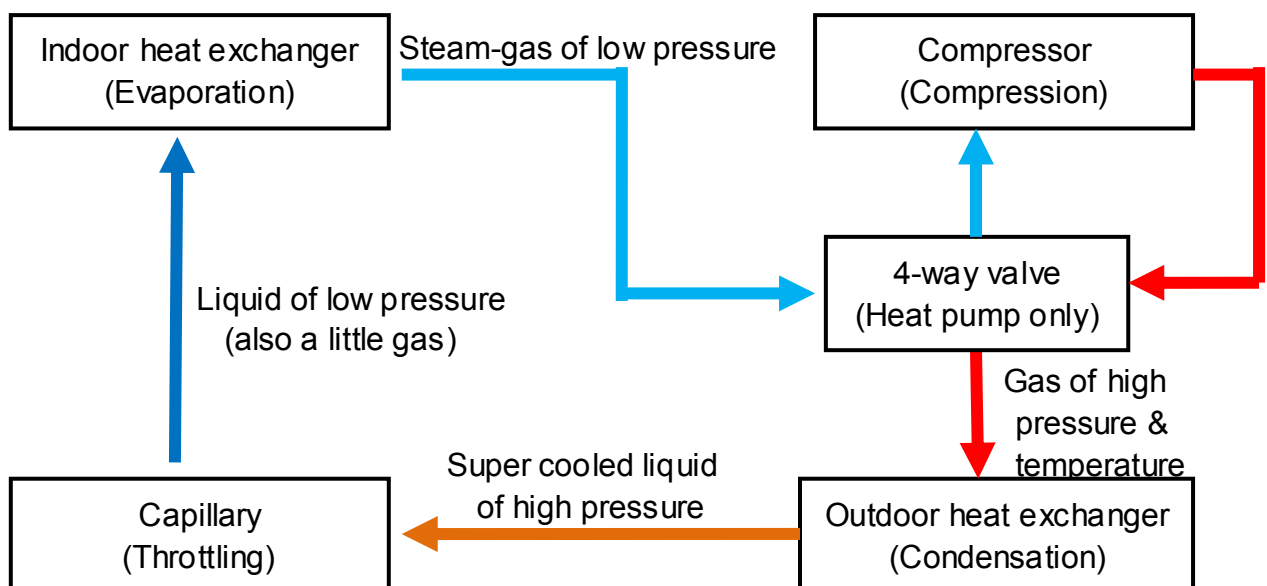 Indoor heat exchanger
(Evaporation)
Steam-gas of low pressure
Compressor
(Compression)
Liquid of low pressure
(also a little gas)
4-way valve
(Heat pump only)
Gas of high
pressure &
temperature
Super cooled liquid
of high pressure
Capillary
(Throttling)
Outdoor heat exchanger
(Condensation)